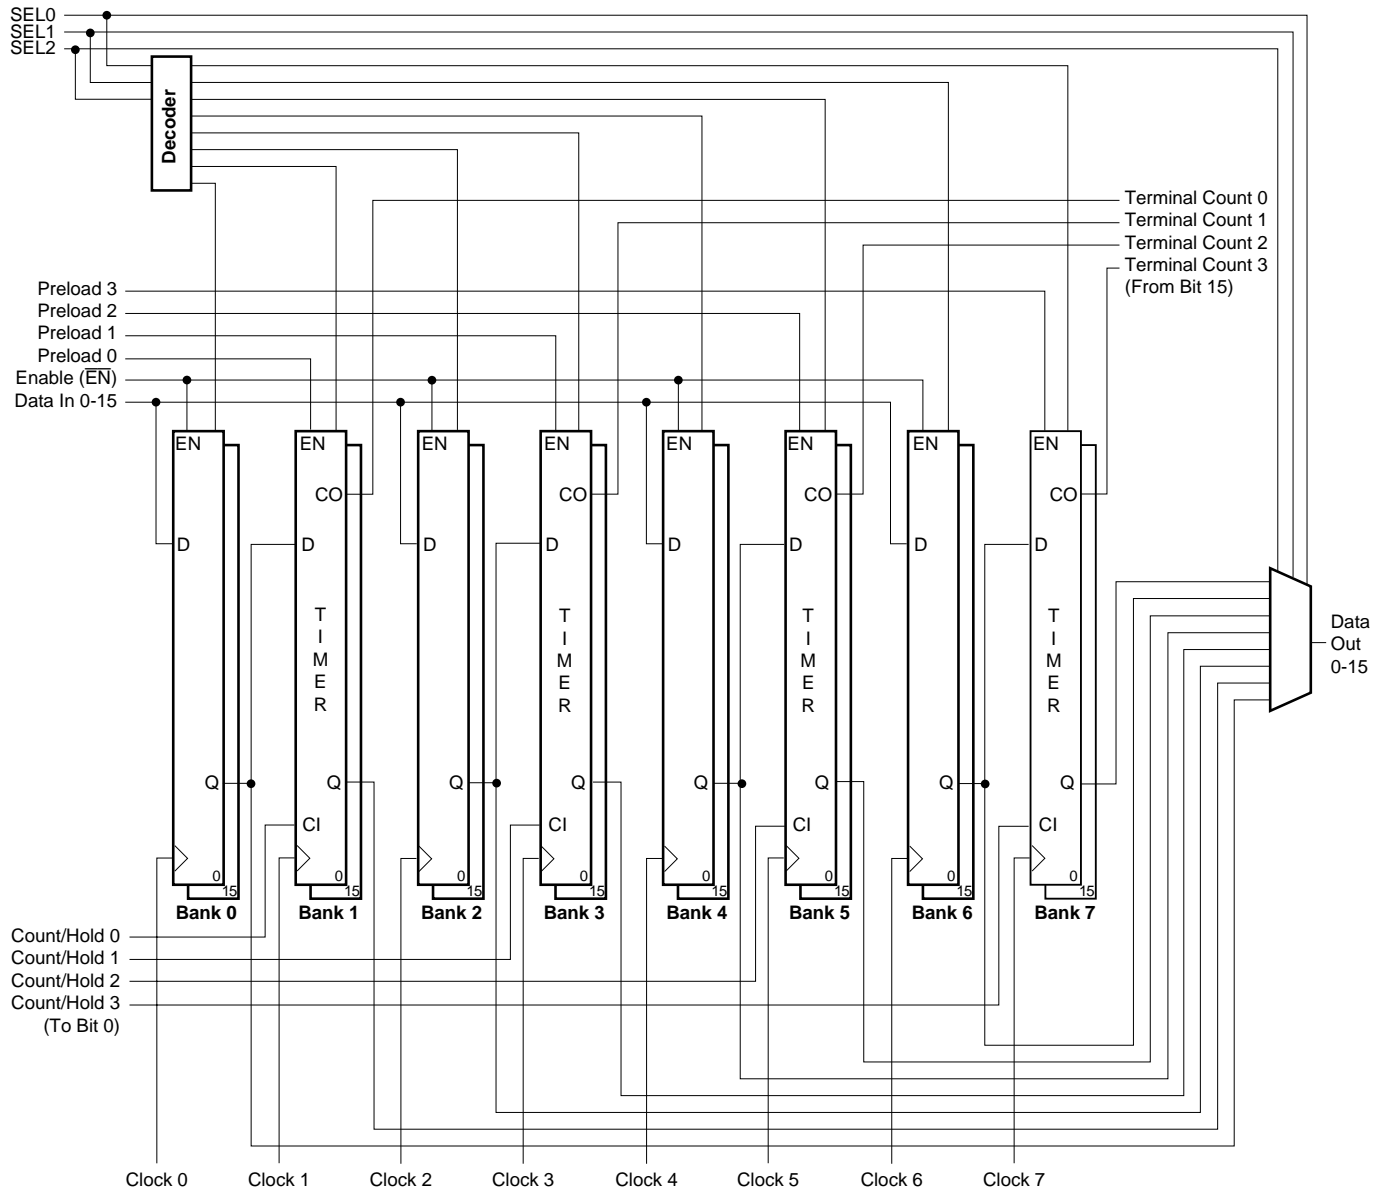 SEL0
SEL1
SEL2
Decoder
Terminal Count 0
Terminal Count 1
Terminal Count 2
Terminal Count 3
(From Bit 15)
Preload 3
Preload 2
Preload 1
Preload 0
Enable (E̅N̅)
Data In 0-15
EN EN EN EN EN EN EN EN
CO CO CO CO
D D D D D D D D
TIMER TIMER TIMER TIMER
Data
Out
0-15
Q Q Q Q Q Q Q Q
CI CI CI CI
0 0 0 0 0 0 0 0
15 15 15 15 15 15 15 15
Bank 0 Bank 1 Bank 2 Bank 3 Bank 4 Bank 5 Bank 6 Bank 7
Count/Hold 0
Count/Hold 1
Count/Hold 2
Count/Hold 3
(To Bit 0)
Clock 0 Clock 1 Clock 2 Clock 3 Clock 4 Clock 5 Clock 6 Clock 7